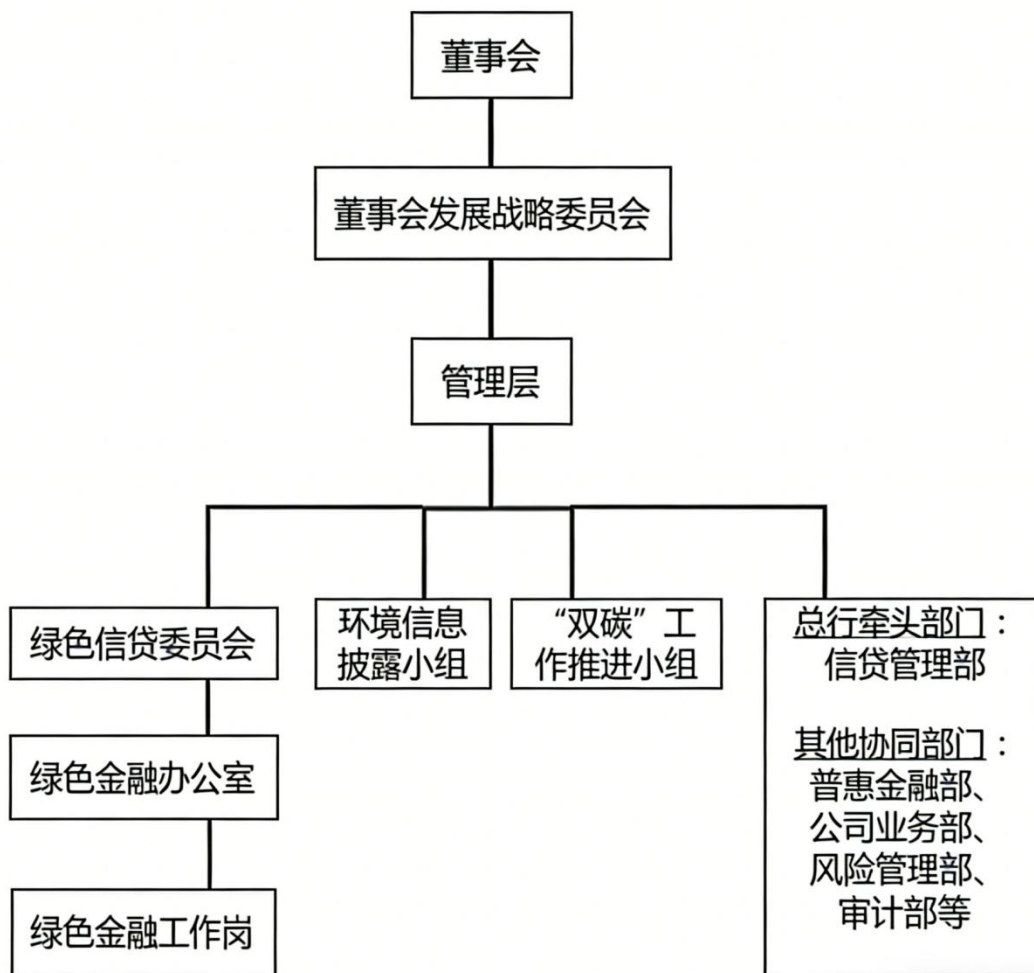 董事会
董事会发展战略委员会
管理层
绿色信贷委员会
环境信息
披露小组
“双碳”工
作推进小组
总行牵头部门：
信贷管理部
其他协同部门：
普惠金融部、
公司业务部、
风险管理部、
审计部等
绿色金融办公室
绿色金融工作岗